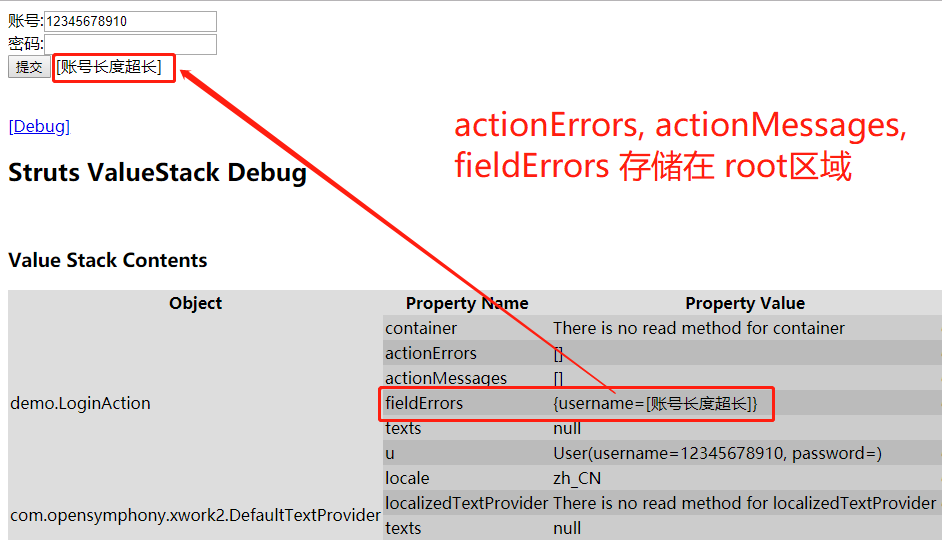 账号:12345678910
密码:
提交 [账号长度超长]
[Debug]
actionErrors, actionMessages,
fieldErrors 存储在 root区域
Struts ValueStack Debug
Value Stack Contents
Object Property Name Property Value
container There is no read method for container
actionErrors []
actionMessages []
demo.LoginAction fieldErrors {username=[账号长度超长]}
texts null
u User(username=12345678910, password=)
locale zh_CN
localizedTextProvider There is no read method for localizedTextProvider
com.opensymphony.xwork2.DefaultTextProvider
texts null